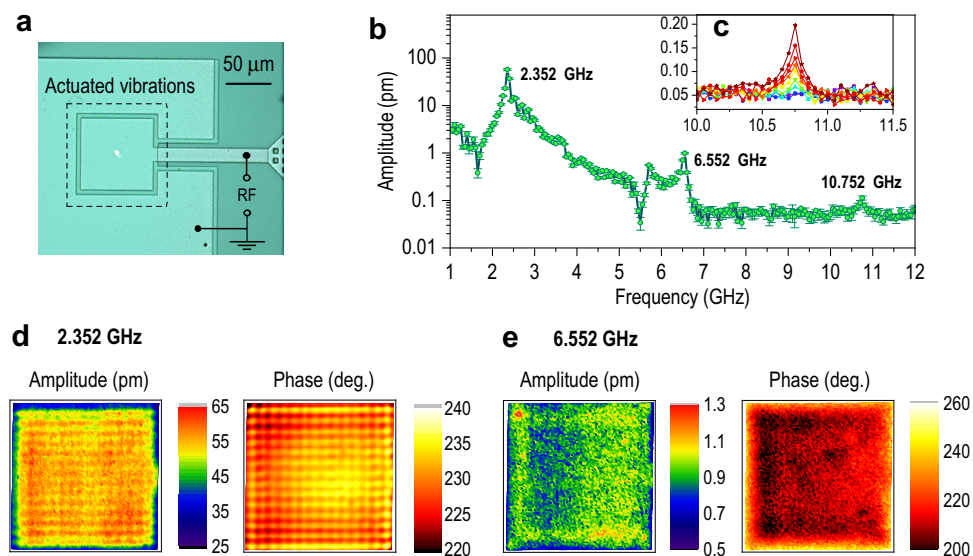 a
50 μm
Actuated vibrations
RF
b
Amplitude (pm)
100
10
1
0.1
0.01
2.352 GHz
6.552 GHz
10.752 GHz
1 2 3 4 5 6 7 8 9 10 11 12
Frequency (GHz)
c
0.20
0.15
0.10
0.05
10.0 10.5 11.0 11.5
d 2.352 GHz
Amplitude (pm)
65
55
45
35
25
Phase (deg.)
240
235
230
225
220
e 6.552 GHz
Amplitude (pm)
1.3
1.1
0.9
0.7
0.5
Phase (deg.)
260
240
220
200